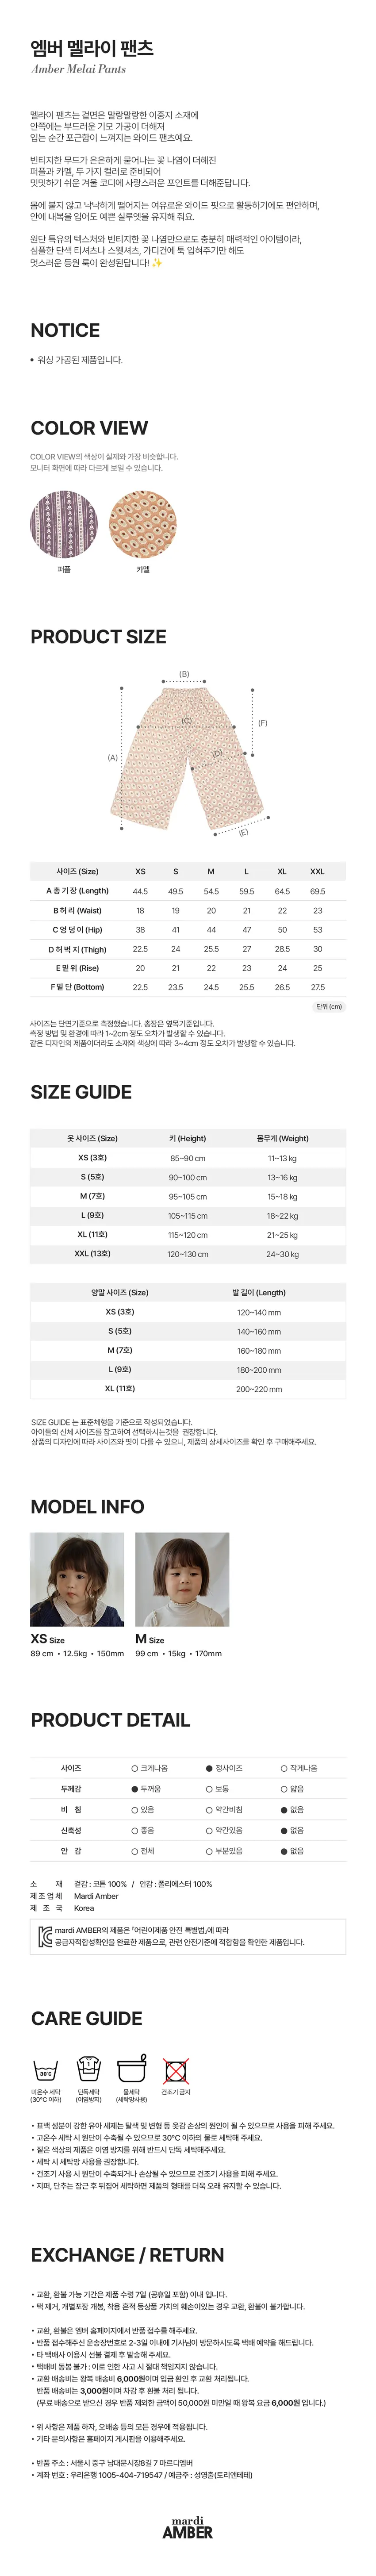 엠버 멜라이 팬츠
Amber Melai Pants
멜라이 팬츠는 겉면은 말랑말랑한 이중지 소재에
안쪽에는 부드러운 기모 가공이 더해져
입는 순간 포근함이 느껴지는 와이드 팬츠예요.
빈티지한 무드가 은은하게 묻어나는 꽃 나염이 더해진
퍼플과 카멜, 두 가지 컬러로 준비되어
밋밋하기 쉬운 겨울 코디에 사랑스러운 포인트를 더해준답니다.
몸에 붙지 않고 낙낙하게 떨어지는 여유로운 와이드 핏으로 활동하기에도 편안하며,
안에 내복을 입어도 예쁜 실루엣을 유지해 줘요.
원단 특유의 텍스처와 빈티지한 꽃 나염만으로도 충분히 매력적인 아이템이라,
심플한 단색 티셔츠나 스웻셔츠, 가디건에 툭 입혀주기만 해도
멋스러운 등원 룩이 완성된답니다! ✨
NOTICE
• 워싱 가공된 제품입니다.
COLOR VIEW
COLOR VIEW의 색상이 실제와 가장 비슷합니다.
모니터 화면에 따라 다르게 보일 수 있습니다.
퍼플 카멜
PRODUCT SIZE
(B)
(C) (F)
(A) (D)
(E)
사이즈 (Size) XS S M L XL XXL
A 총 기 장 (Length) 44.5 49.5 54.5 59.5 64.5 69.5
B 허 리 (Waist) 18 19 20 21 22 23
C 엉 덩 이 (Hip) 38 41 44 47 50 53
D 허 벅 지 (Thigh) 22.5 24 25.5 27 28.5 30
E 밑 위 (Rise) 20 21 22 23 24 25
F 밑 단 (Bottom) 22.5 23.5 24.5 25.5 26.5 27.5
단위 (cm)
사이즈는 단면기준으로 측정했습니다. 총장은 옆목기준입니다.
측정 방법 및 환경에 따라 1~2cm 정도 오차가 발생할 수 있습니다.
같은 디자인의 제품이더라도 소재와 색상에 따라 3~4cm 정도 오차가 발생할 수 있습니다.
SIZE GUIDE
옷 사이즈 (Size) 키 (Height) 몸무게 (Weight)
XS (3호) 85~90 cm 11~13 kg
S (5호) 90~100 cm 13~16 kg
M (7호) 95~105 cm 15~18 kg
L (9호) 105~115 cm 18~22 kg
XL (11호) 115~120 cm 21~25 kg
XXL (13호) 120~130 cm 24~30 kg
양말 사이즈 (Size) 발 길이 (Length)
XS (3호) 120~140 mm
S (5호) 140~160 mm
M (7호) 160~180 mm
L (9호) 180~200 mm
XL (11호) 200~220 mm
SIZE GUIDE 는 표준체형을 기준으로 작성되었습니다.
아이들의 신체 사이즈를 참고하여 선택하시는것을 권장합니다.
상품의 디자인에 따라 사이즈와 핏이 다를 수 있으니, 제품의 상세사이즈를 확인 후 구매해주세요.
MODEL INFO
XS Size M Size
89 cm • 12.5kg • 150mm 99 cm • 15kg • 170mm
PRODUCT DETAIL
사이즈 ○ 크게나옴 ● 정사이즈 ○ 작게나옴
두께감 ● 두꺼움 ○ 보통 ○ 얇음
비 침 ○ 있음 ○ 약간비침 ● 없음
신축성 ○ 좋음 ○ 약간있음 ● 없음
안 감 ○ 전체 ○ 부분있음 ● 없음
소 재 겉감 : 코튼 100% / 안감 : 폴리에스터 100%
제 조 업 체 Mardi Amber
제 조 국 Korea
KC mardi AMBER의 제품은 「어린이제품 안전 특별법」에 따라
공급자적합성확인을 완료한 제품으로, 관련 안전기준에 적합함을 확인한 제품입니다.
CARE GUIDE
30°C 1
미온수 세탁 단독세탁 울세탁 건조기 금지
(30°C 이하) (이염방지) (세탁망사용)
• 표백 성분이 강한 유아 세제는 탈색 및 변형 등 옷감 손상의 원인이 될 수 있으므로 사용을 피해 주세요.
• 고온수 세탁 시 원단이 수축될 수 있으므로 30°C 이하의 물로 세탁해 주세요.
• 짙은 색상의 제품은 이염 방지를 위해 반드시 단독 세탁해주세요.
• 세탁 시 세탁망 사용을 권장합니다.
• 건조기 사용 시 원단이 수축되거나 손상될 수 있으므로 건조기 사용을 피해 주세요.
• 지퍼, 단추는 잠근 후 뒤집어 세탁하면 제품의 형태를 더욱 오래 유지할 수 있습니다.
EXCHANGE / RETURN
• 교환, 환불 가능 기간은 제품 수령 7일 (공휴일 포함) 이내 입니다.
• 택 제거, 개별포장 개봉, 착용 흔적 등상품 가치의 훼손이있는 경우 교환, 환불이 불가합니다.
• 교환, 환불은 엠버 홈페이지에서 반품 접수를 해주세요.
• 반품 접수해주신 운송장번호로 2-3일 이내에 기사님이 방문하시도록 택배 예약을 해드립니다.
• 타 택배사 이용시 선불 결제 후 발송해 주세요.
• 택배비 동봉 불가 : 이로 인한 사고 시 절대 책임지지 않습니다.
• 교환 배송비는 왕복 배송비 6,000원이며 입금 환인 후 교환 처리됩니다.
반품 배송비는 3,000원이며 차감 후 환불 처리 됩니다.
(무료 배송으로 받으신 경우 반품 제외한 금액이 50,000원 미만일 때 왕복 요금 6,000원 입니다.)
• 위 사항은 제품 하자, 오배송 등의 모든 경우에 적용됩니다.
• 기타 문의사항은 홈페이지 게시판을 이용해주세요.
• 반품 주소 : 서울시 중구 남대문시장8길 7 마르디엠버
• 계좌 번호 : 우리은행 1005-404-719547 / 예금주 : 성영출(토리앤테테)
mardi
AMBER